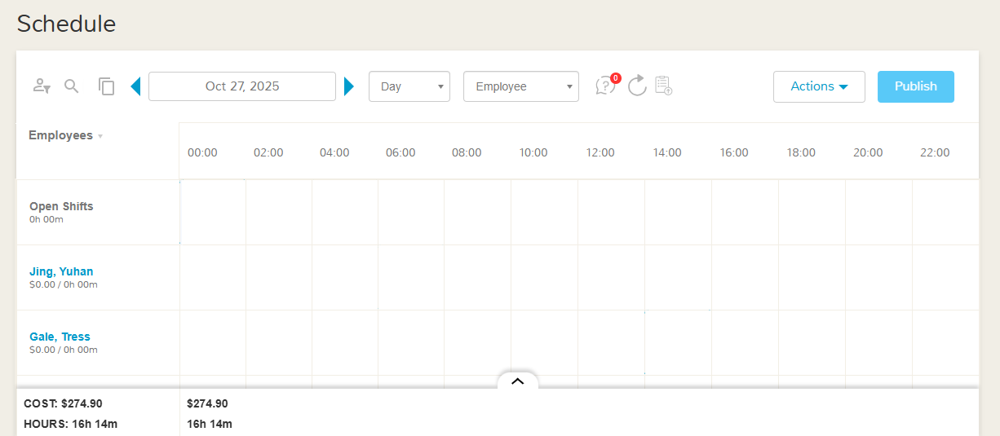 Schedule
Oct 27, 2025
Day
Employee
?
0
Actions
Publish
Employees
00:00 02:00 04:00 06:00 08:00 10:00 12:00 14:00 16:00 18:00 20:00 22:00
Open Shifts
0h 00m
Jing, Yuhan
$0.00 / 0h 00m
Gale, Tress
$0.00 / 0h 00m
COST: $274.90 $274.90
HOURS: 16h 14m 16h 14m